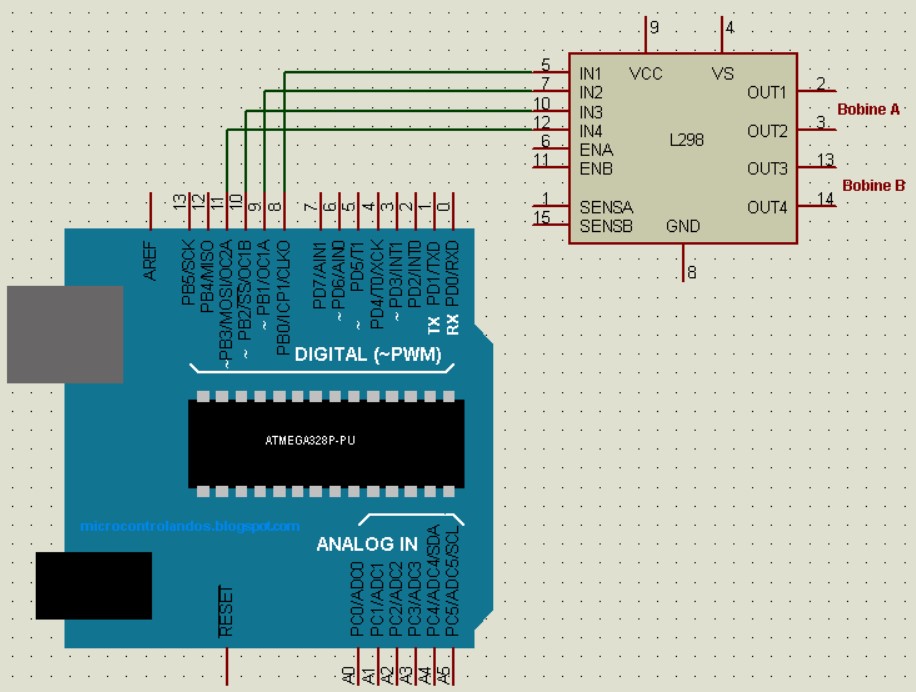 9
4
5
IN1
VCC
VS
7
IN2
OUT1
2
10
IN3
Bobine A
12
IN4
OUT2
3
6
ENA
L298
11
ENB
OUT3
13
Bobine B
1
SENSA
OUT4
14
15
SENSB
GND
8
13
12
11
10
9
8
7
6
5
4
3
2
1
0
AREF
PB5/SCK
PB4/MISO
~PB3/MOSI/OC2A
~ PB2/SS/OC1B
~ PB1/OC1A
PB0/ICP1/CLKO
PD7/AIN1
~ PD6/AIN0
~ PD5/T1
PD4/T0/XCK
~ PD3/INT1
PD2/INT0
TX PD1/TXD
RX PD0/RXD
DIGITAL (~PWM)
ATMEGA328P-PU
microcontrolandos.blogspot.com
ANALOG IN
RESET
PC0/ADC0
PC1/ADC1
PC2/ADC2
PC3/ADC3
PC4/ADC4/SDA
PC5/ADC5/SCL
A0
A1
A2
A3
A4
A5